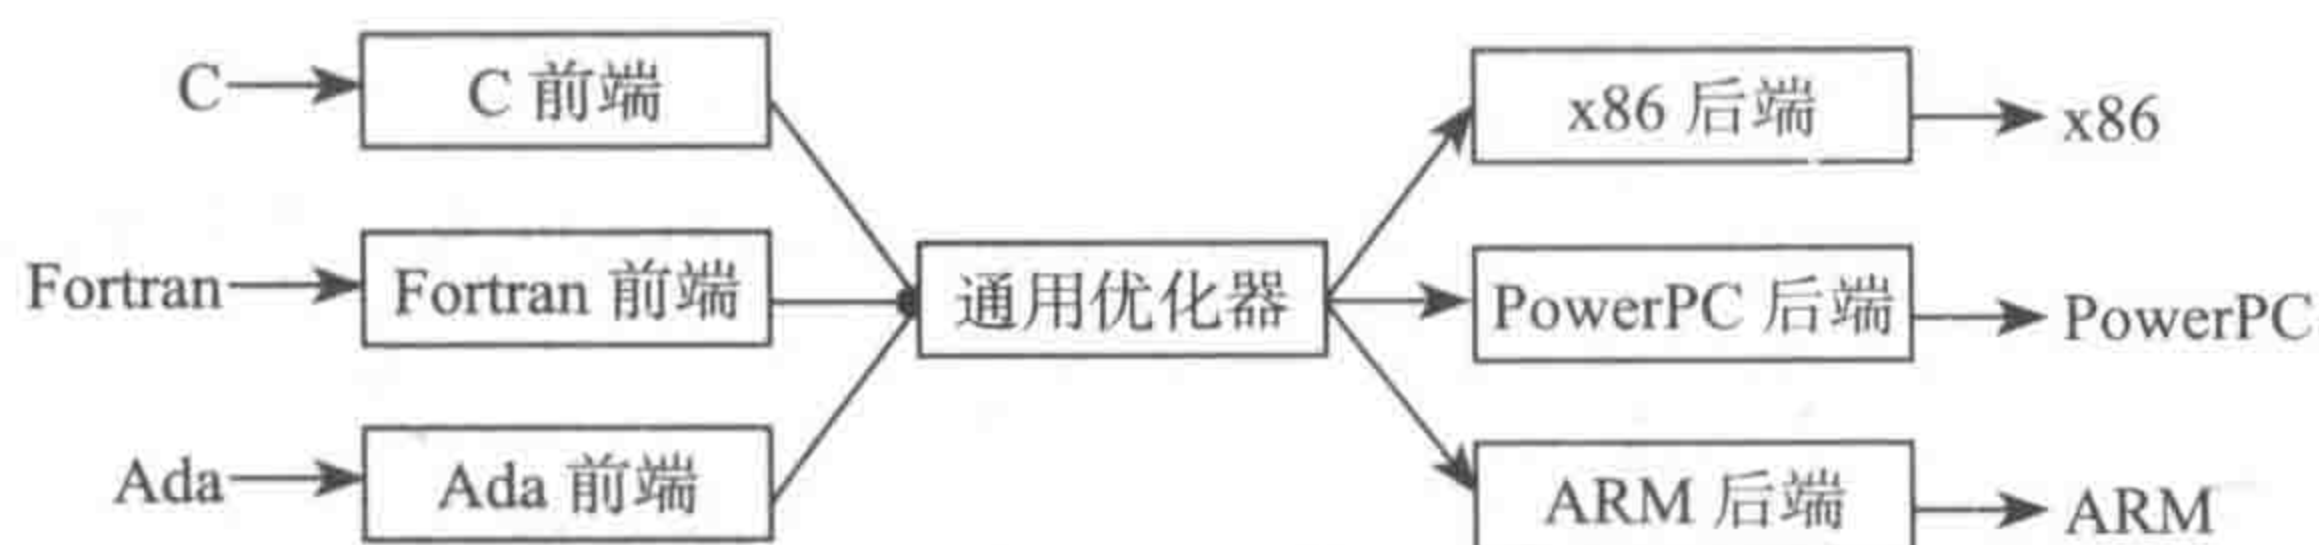 C
C 前端
x86 后端
x86
Fortran
Fortran 前端
通用优化器
PowerPC 后端
PowerPC
Ada
Ada 前端
ARM 后端
ARM